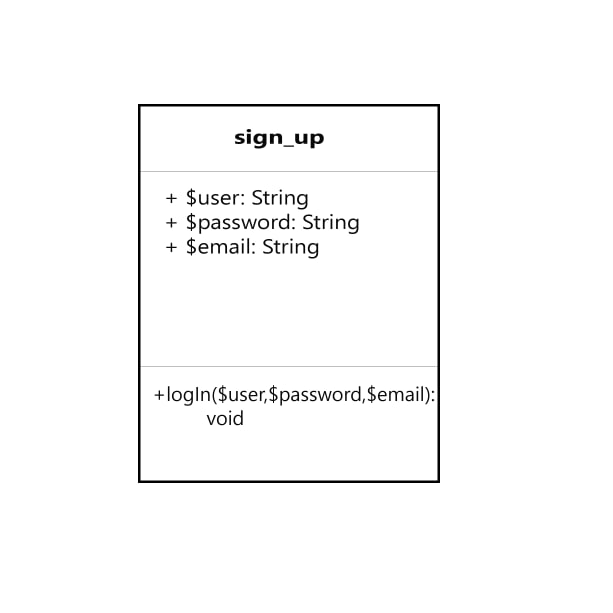 sign_up
+ $user: String
+ $password: String
+ $email: String
+logIn($user,$password,$email):
void